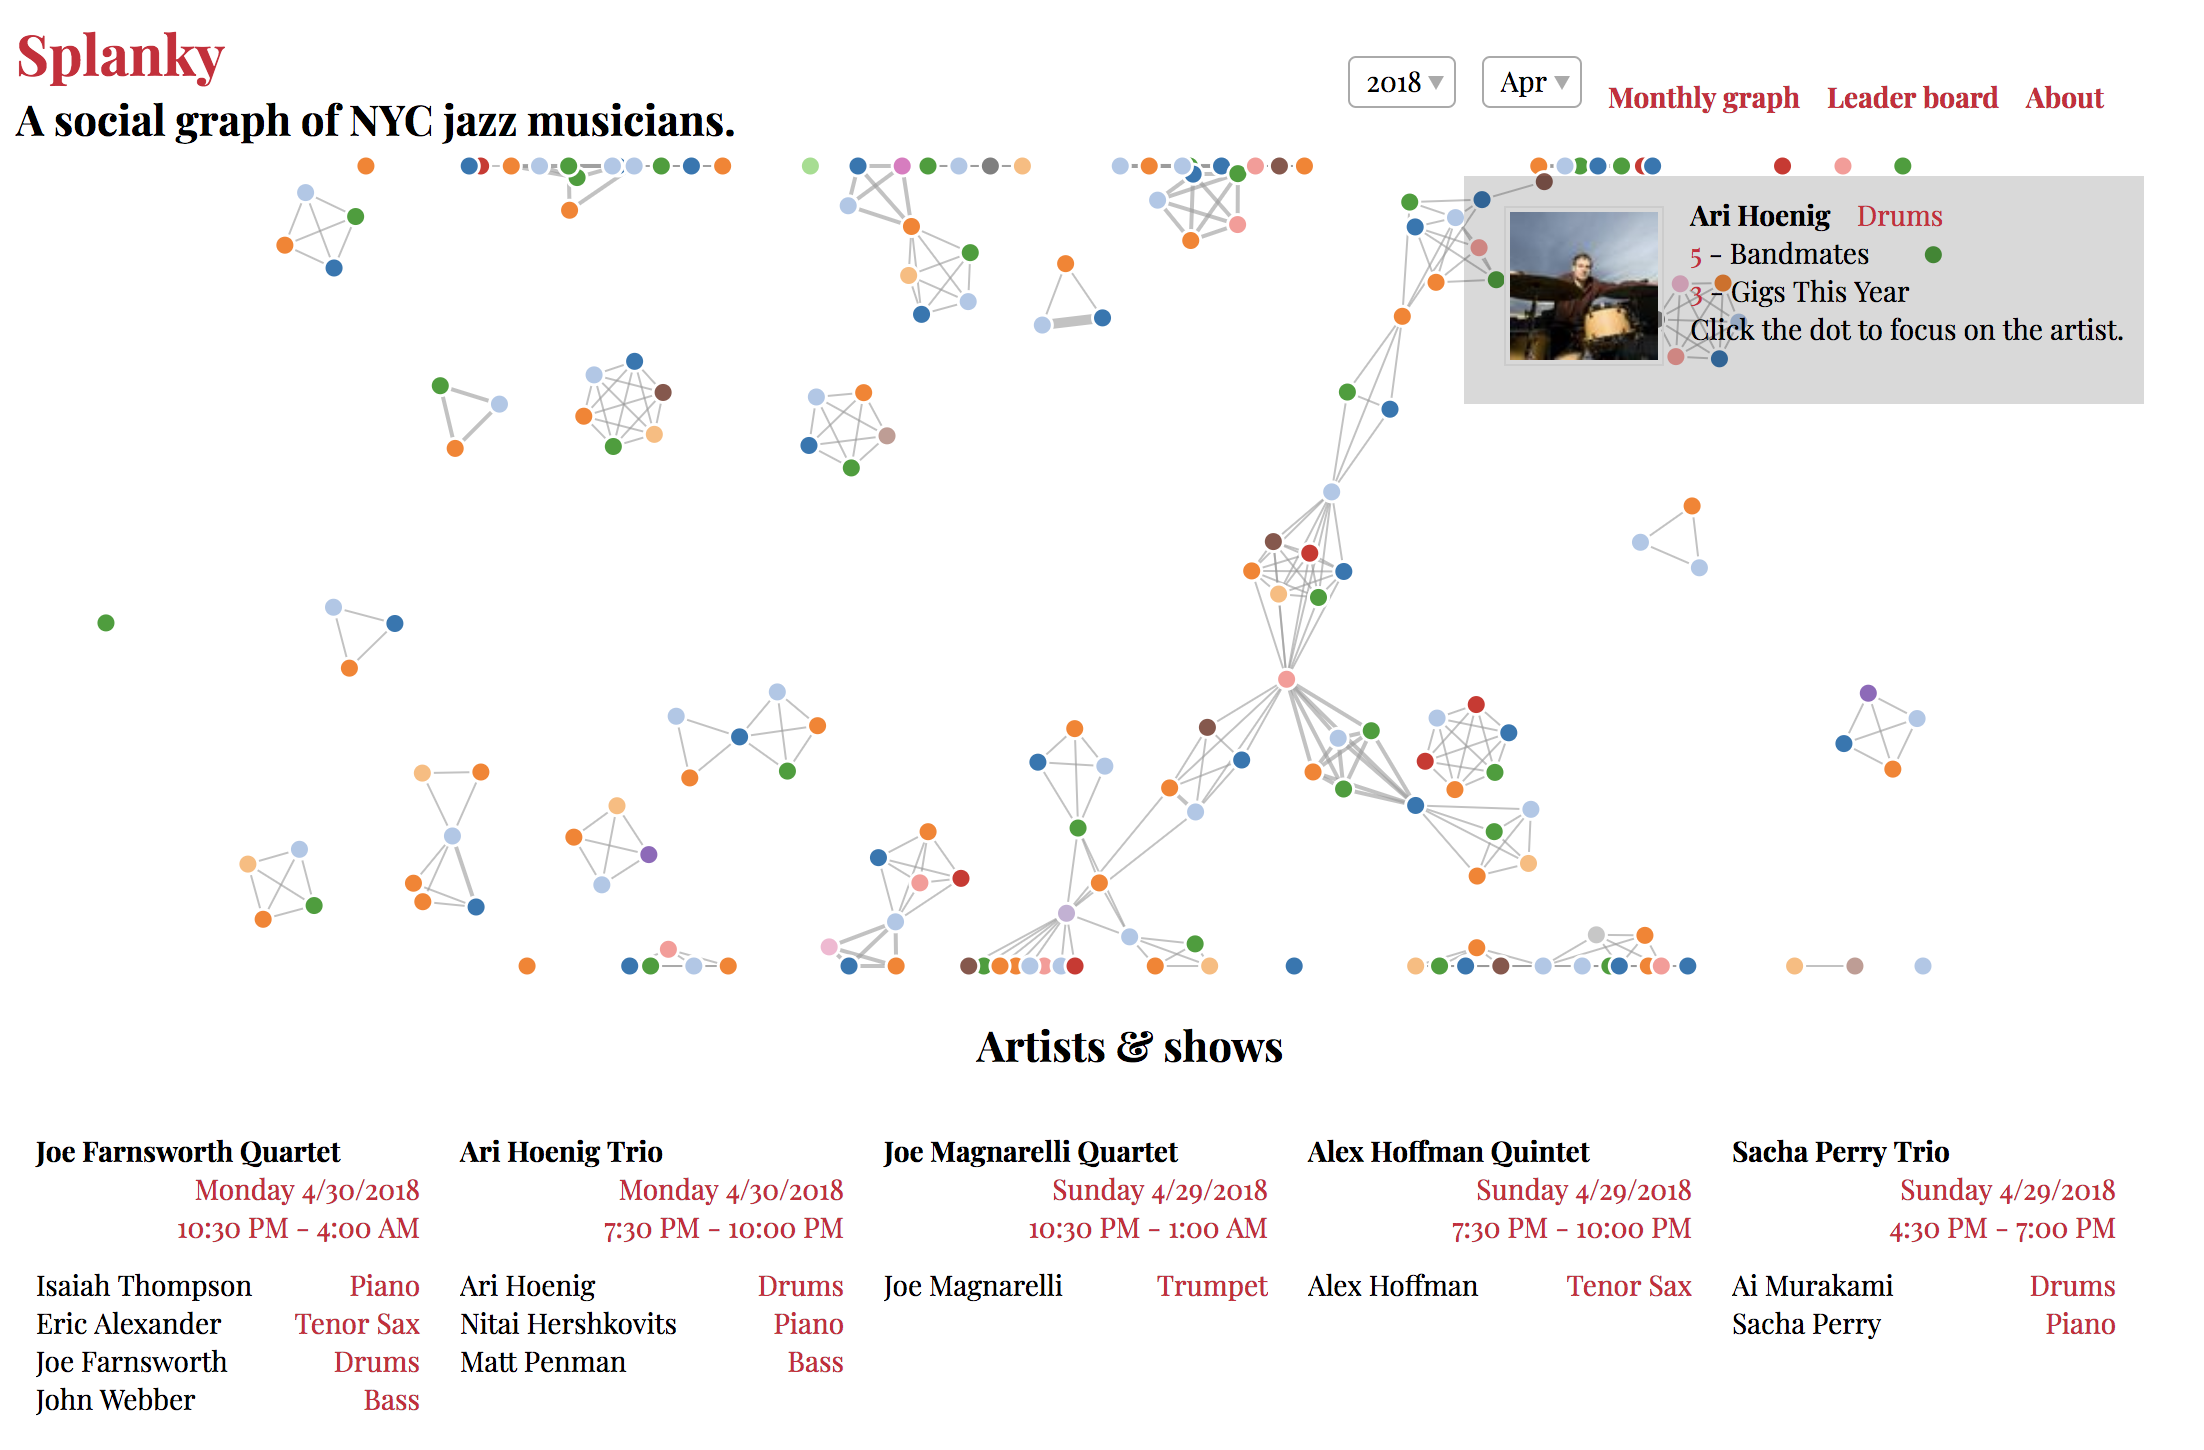 Splanky
A social graph of NYC jazz musicians.
2018 Apr Monthly graph Leader board About
Ari Hoenig Drums
5 - Bandmates
3 - Gigs This Year
Click the dot to focus on the artist.
Artists & shows
Joe Farnsworth Quartet
Monday 4/30/2018
10:30 PM - 4:00 AM
Isaiah Thompson Piano
Eric Alexander Tenor Sax
Joe Farnsworth Drums
John Webber Bass
Ari Hoenig Trio
Monday 4/30/2018
7:30 PM - 10:00 PM
Ari Hoenig Drums
Nitai Hershkovits Piano
Matt Penman Bass
Joe Magnarelli Quartet
Sunday 4/29/2018
10:30 PM - 1:00 AM
Joe Magnarelli Trumpet
Alex Hoffman Quintet
Sunday 4/29/2018
7:30 PM - 10:00 PM
Alex Hoffman Tenor Sax
Sacha Perry Trio
Sunday 4/29/2018
4:30 PM - 7:00 PM
Ai Murakami Drums
Sacha Perry Piano